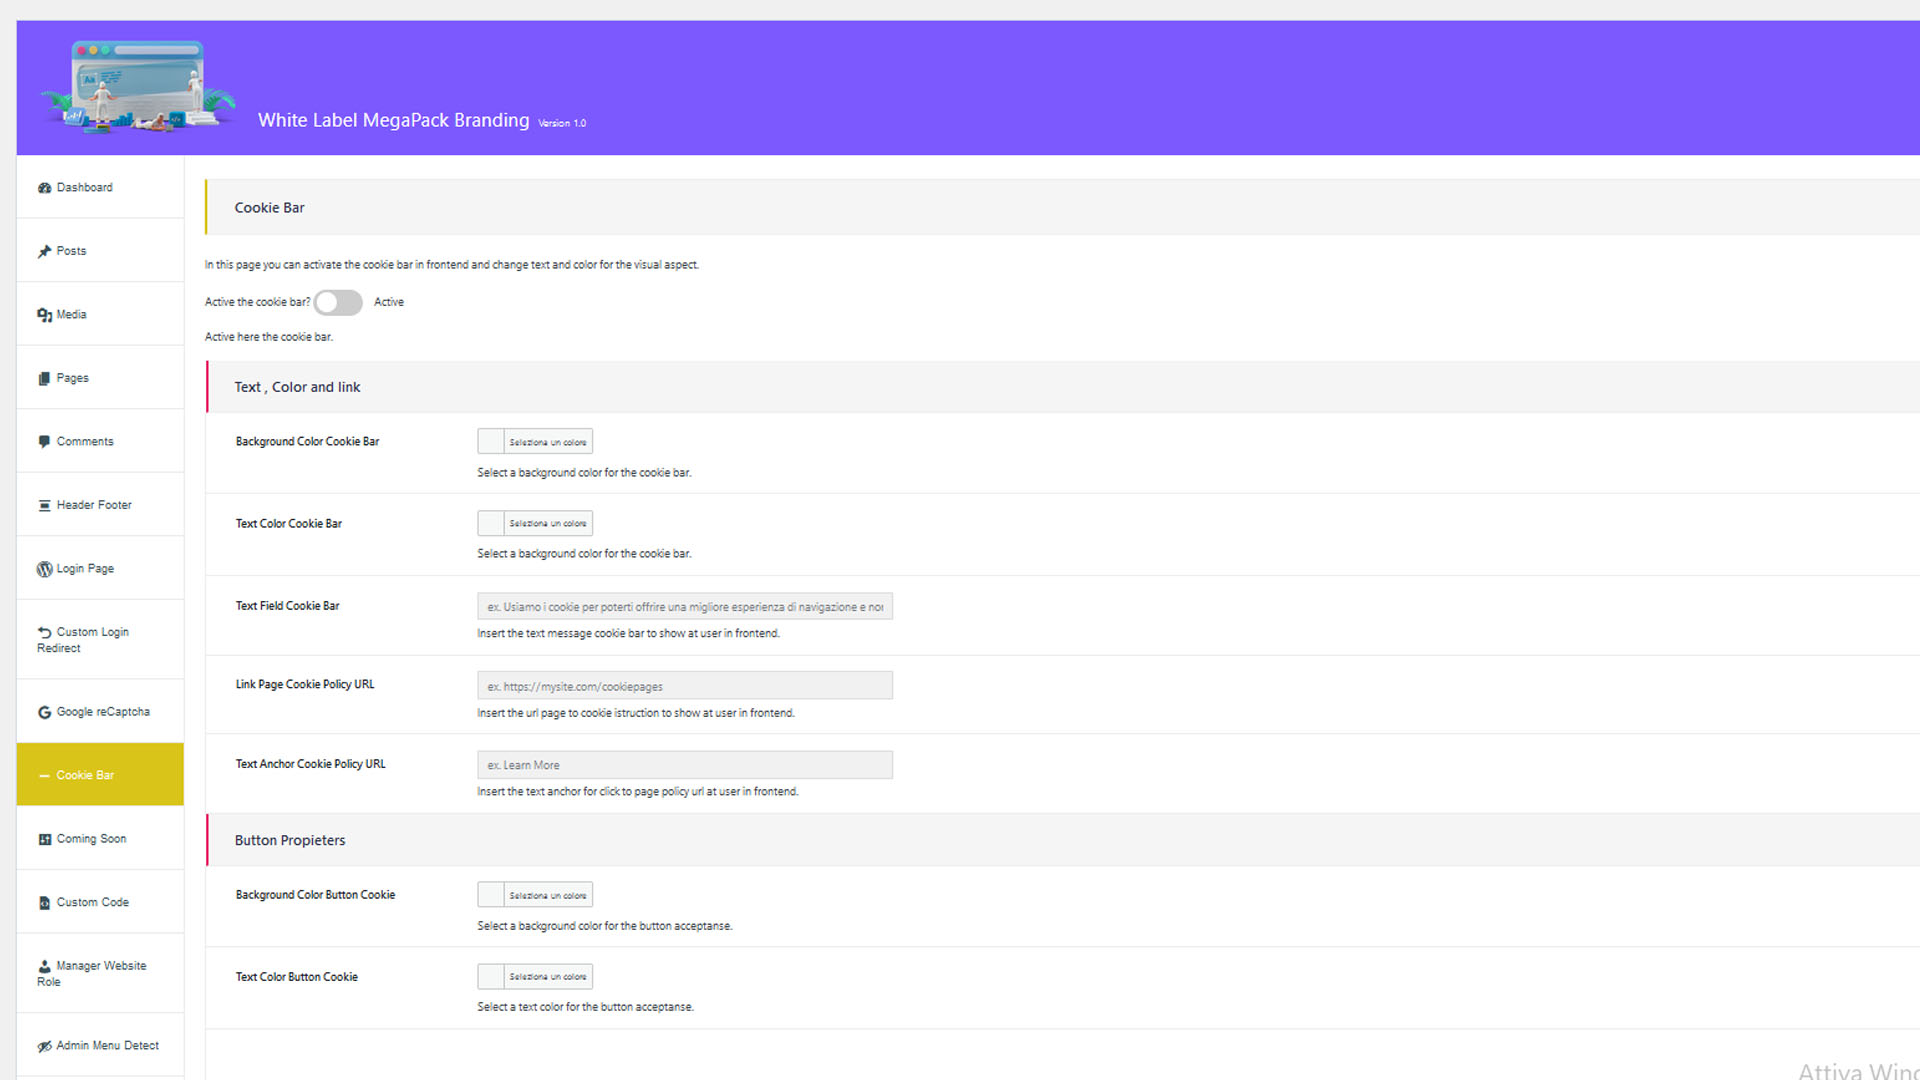 White Label MegaPack Branding Version 1.0
Dashboard
Posts
Media
Pages
Comments
Header Footer
Login Page
Custom Login
Redirect
Google reCaptcha
Cookie Bar
Coming Soon
Custom Code
Manager Website
Role
Admin Menu Detect
Cookie Bar
In this page you can activate the cookie bar in frontend and change text and color for the visual aspect.
Active the cookie bar? Active
Active here the cookie bar.
Text , Color and link
Background Color Cookie Bar
Seleziona un colore
Select a background color for the cookie bar.
Text Color Cookie Bar
Seleziona un colore
Select a background color for the cookie bar.
Text Field Cookie Bar
ex. Usiamo i cookie per poterti offrire una migliore esperienza di navigazione e nor
Insert the text message cookie bar to show at user in frontend.
Link Page Cookie Policy URL
ex. https://mysite.com/cookiepages
Insert the url page to cookie istruction to show at user in frontend.
Text Anchor Cookie Policy URL
ex. Learn More
Insert the text anchor for click to page policy url at user in frontend.
Button Propieters
Background Color Button Cookie
Seleziona un colore
Select a background color for the button acceptanse.
Text Color Button Cookie
Seleziona un colore
Select a text color for the button acceptanse.
Attiva Wind